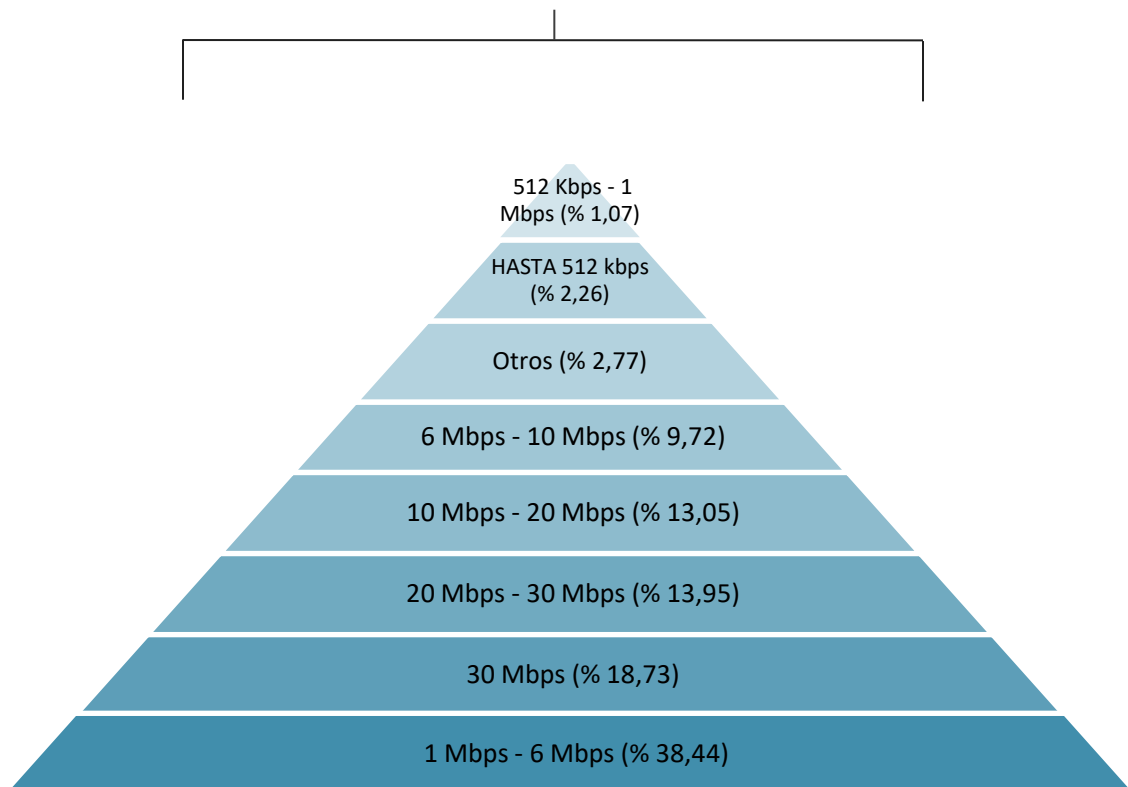 512 Kbps - 1
Mbps (% 1,07)
HASTA 512 kbps
(% 2,26)
Otros (% 2,77)
6 Mbps - 10 Mbps (% 9,72)
10 Mbps - 20 Mbps (% 13,05)
20 Mbps - 30 Mbps (% 13,95)
30 Mbps (% 18,73)
1 Mbps - 6 Mbps (% 38,44)